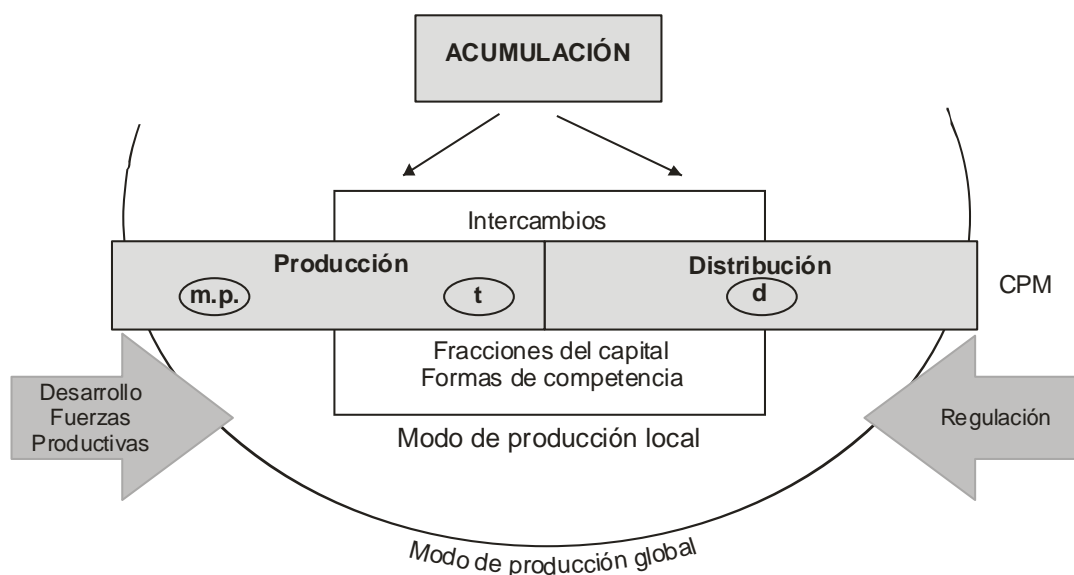 ACUMULACIÓN
Intercambios
Producción
Distribución
m.p.
t
d
CPM
Fracciones del capital
Formas de competencia
Desarrollo
Fuerzas
Productivas
Regulación
Modo de producción local
Modo de producción global